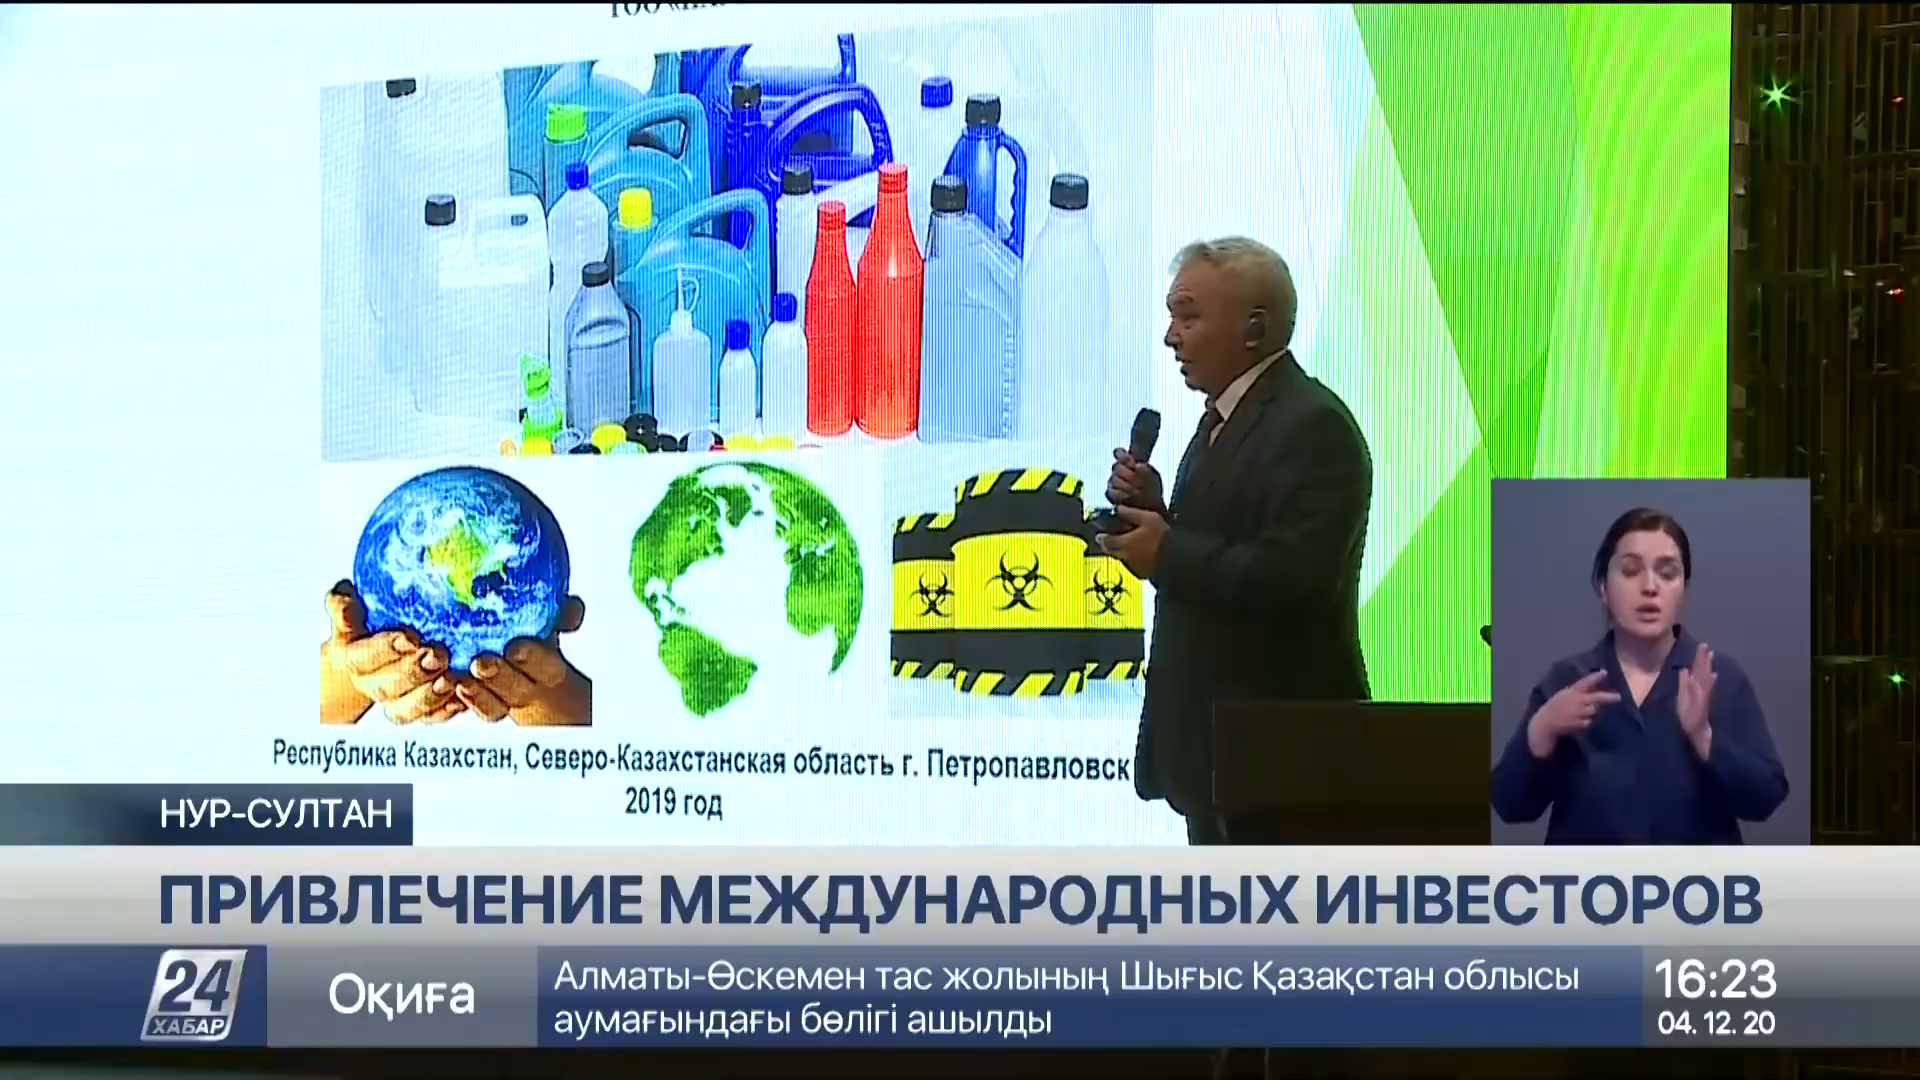 ТОО
Республика Казахстан, Северо-Казахстанская область г. Петропавловск
2019 год
НУР-СУЛТАН
ПРИВЛЕЧЕНИЕ МЕЖДУНАРОДНЫХ ИНВЕСТОРОВ
24
ХАБАР
Оқиға
Алматы-Өскемен тас жолының Шығыс Қазақстан облысы
аумағындағы бөлігі ашылды
16:23
04. 12. 20